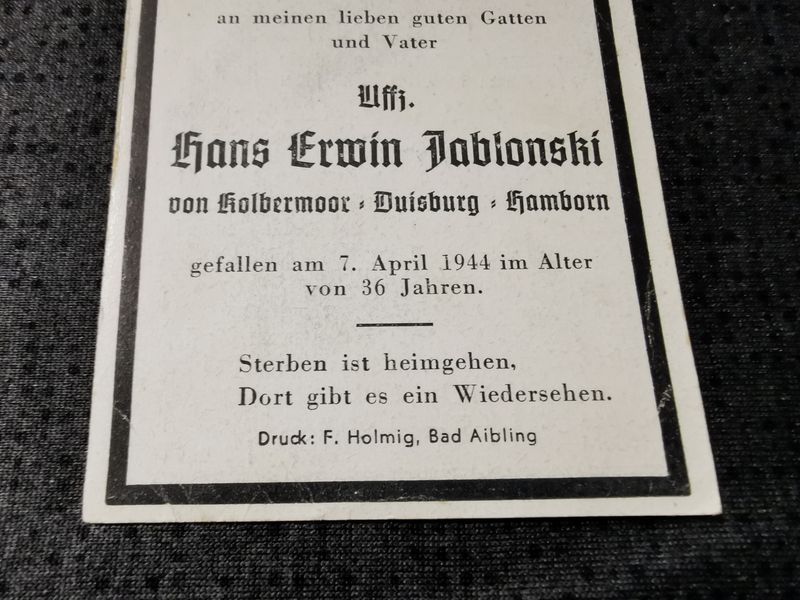 an meinen lieben guten Gatten
und Vater
Uffz.
Hans Erwin Jablonski
von Kolbermoor - Duisburg - Hamborn
gefallen am 7. April 1944 im Alter
von 36 Jahren.
Sterben ist heimgehen,
Dort gibt es ein Wiedersehen.
Druck: F. Holmig, Bad Aibling